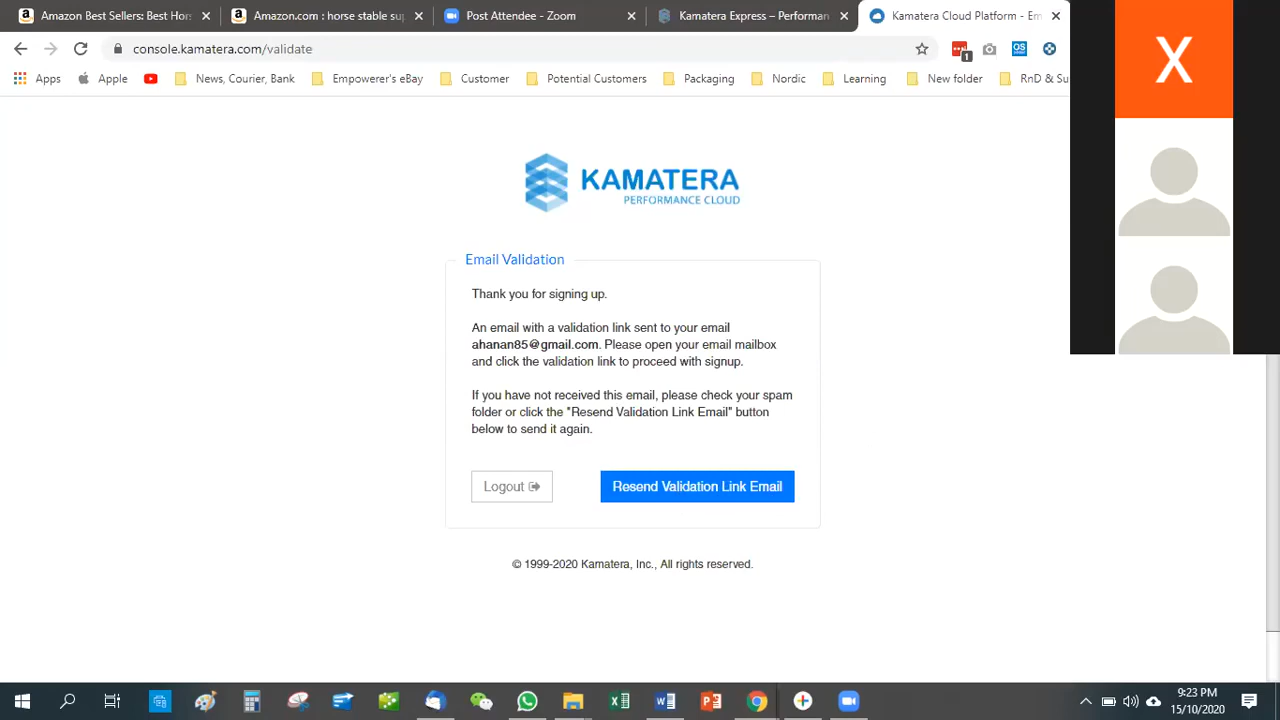 Amazon Best Sellers: Best Hors
Amazon.com : horse stable sup
Post Attendee - Zoom
Kamatera Express – Performan
Kamatera Cloud Platform - Em
console.kamatera.com/validate
1
QS
Apps
Apple
News, Courier, Bank
Empowerer's eBay
Customer
Potential Customers
Packaging
Nordic
Learning
New folder
RnD & Su
X
KAMATERA
PERFORMANCE CLOUD
Email Validation
Thank you for signing up.
An email with a validation link sent to your email
ahanan85@gmail.com. Please open your email mailbox
and click the validation link to proceed with signup.
If you have not received this email, please check your spam
folder or click the "Resend Validation Link Email" button
below to send it again.
Logout
Resend Validation Link Email
© 1999-2020 Kamatera, Inc., All rights reserved.
9:23 PM
15/10/2020